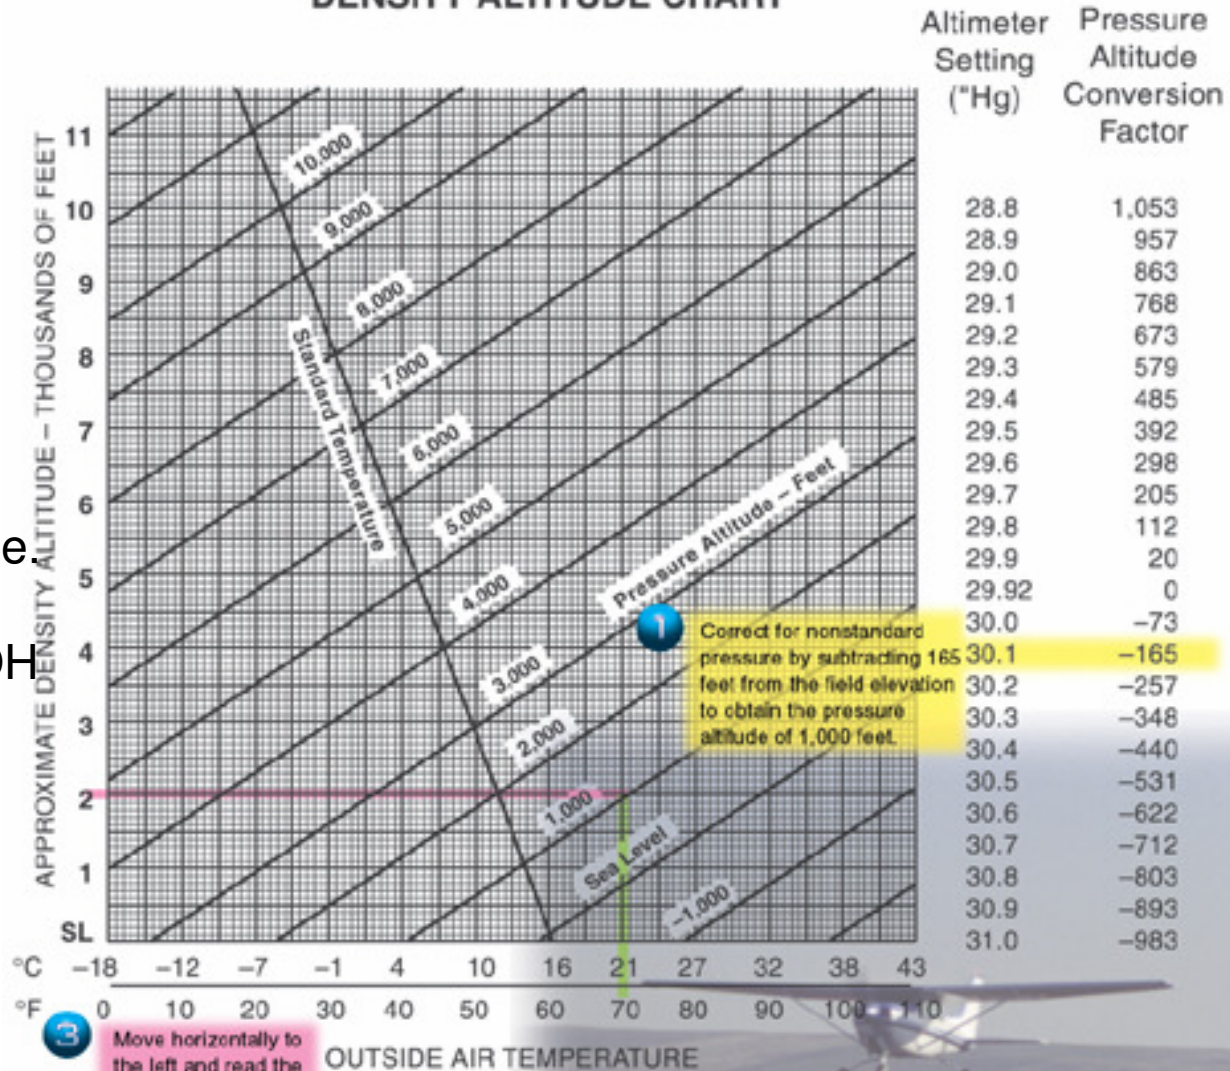 DENSITY ALTITUDE CHART
Altimeter Setting ("Hg)
Pressure Altitude Conversion Factor
28.8 1,053
28.9 957
29.0 863
29.1 768
29.2 673
29.3 579
29.4 485
29.5 392
29.6 298
29.7 205
29.8 112
29.9 20
29.92 0
30.0 –73
30.1 –165
30.2 –257
30.3 –348
30.4 –440
30.5 –531
30.6 –622
30.7 –712
30.8 –803
30.9 –893
31.0 –983
APPROXIMATE DENSITY ALTITUDE – THOUSANDS OF FEET
11
10
9
8
7
6
5
4
3
2
1
SL
10,000
9,000
8,000
7,000
6,000
5,000
4,000
3,000
2,000
1,000
Sea Level
–1,000
Standard Temperature
Pressure Altitude – Feet
1
Correct for nonstandard
pressure by subtracting 165
feet from the field elevation
to obtain the pressure
altitude of 1,000 feet.
e.
OH
°C –18 –12 –7 –1 4 10 16 21 27 32 38 43
°F 0 10 20 30 40 50 60 70 80 90 100 110
3
Move horizontally to
the left and read the
OUTSIDE AIR TEMPERATURE